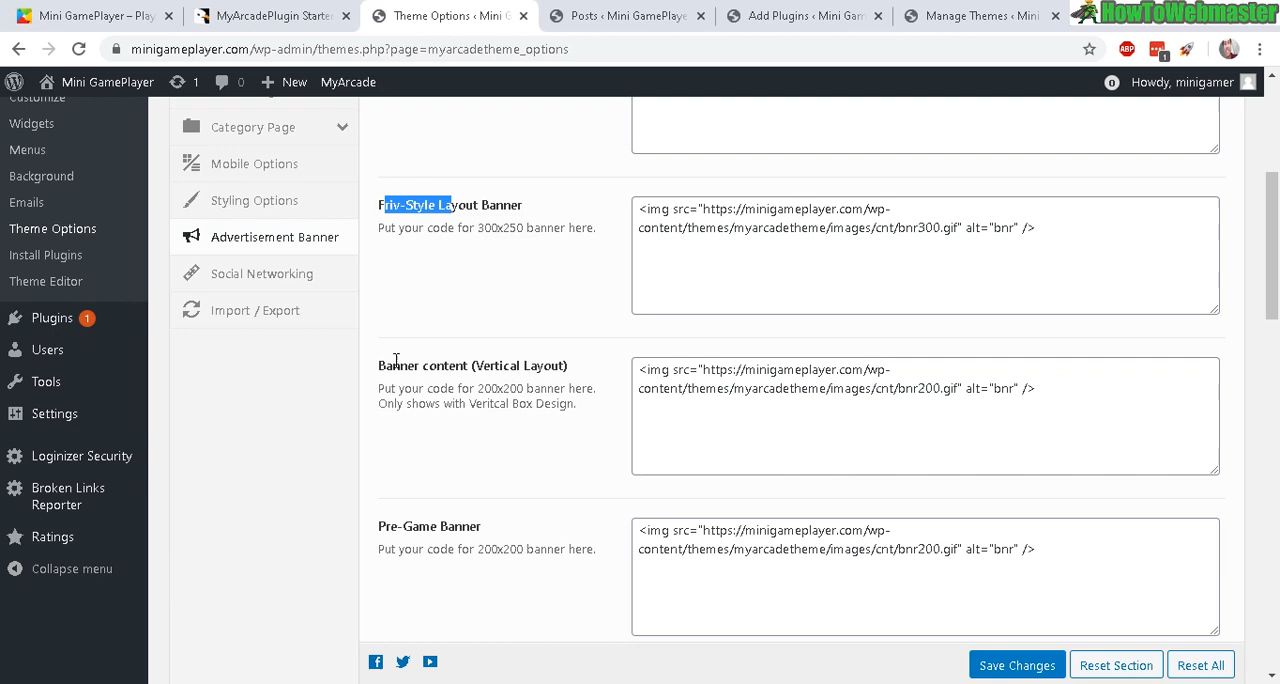 Mini GamePlayer – Play
MyArcadePlugin Starte
Theme Options ‹ Mini G
Posts ‹ Mini GamePlaye
Add Plugins ‹ Mini Gam
Manage Themes ‹ Mini
HowToWebmaster
minigameplayer.com/wp-admin/themes.php?page=myarcadetheme_options
ABP
1
Mini GamePlayer
1
0
New
MyArcade
0
Howdy, minigamer
Customize
Widgets
Menus
Background
Emails
Theme Options
Install Plugins
Theme Editor
Plugins 1
Users
Tools
Settings
Loginizer Security
Broken Links
Reporter
Ratings
Collapse menu
Category Page
Mobile Options
Styling Options
Advertisement Banner
Social Networking
Import / Export
Friv-Style Layout Banner
Put your code for 300x250 banner here.
<img src="https://minigameplayer.com/wp-
content/themes/myarcadetheme/images/cnt/bnr300.gif" alt="bnr" />
Banner content (Vertical Layout)
Put your code for 200x200 banner here.
Only shows with Veritcal Box Design.
<img src="https://minigameplayer.com/wp-
content/themes/myarcadetheme/images/cnt/bnr200.gif" alt="bnr" />
Pre-Game Banner
Put your code for 200x200 banner here.
<img src="https://minigameplayer.com/wp-
content/themes/myarcadetheme/images/cnt/bnr200.gif" alt="bnr" />
Save Changes
Reset Section
Reset All